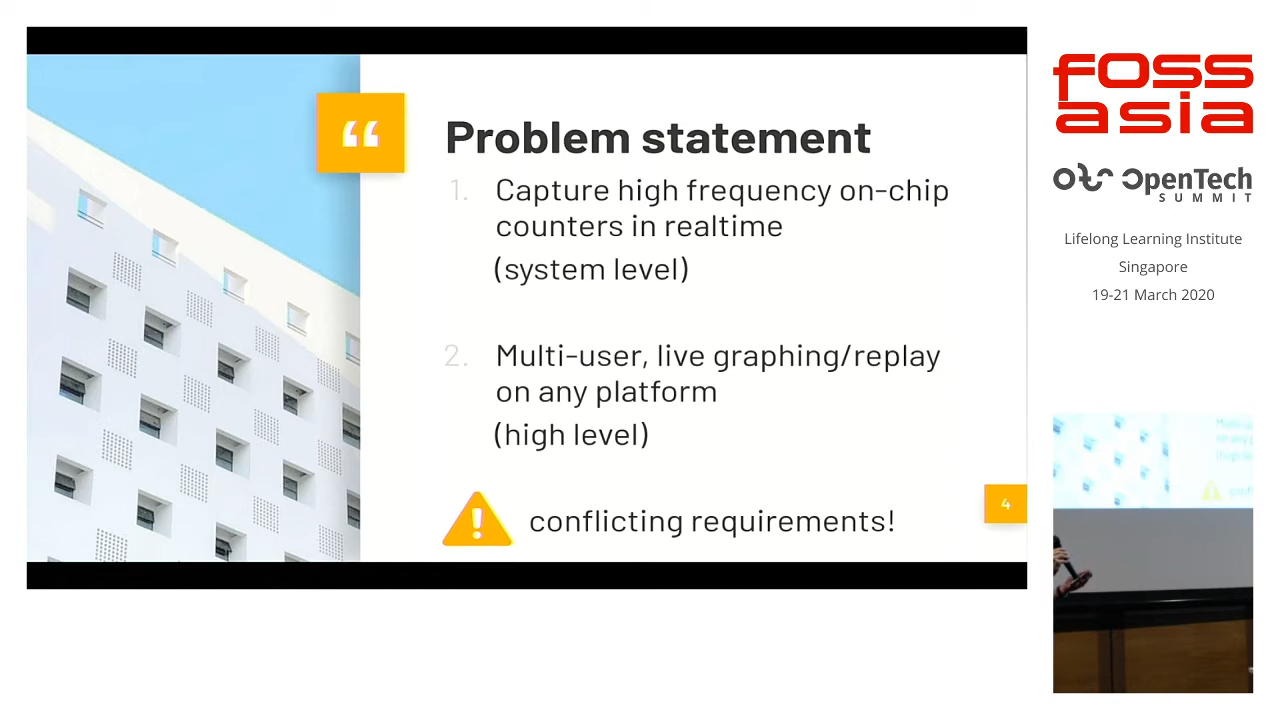 “
Problem statement
1. Capture high frequency on-chip
counters in realtime
(system level)
2. Multi-user, live graphing/replay
on any platform
(high level)
! conflicting requirements!
4
FOSS
asia
OpenTech
SUMMIT
Lifelong Learning Institute
Singapore
19-21 March 2020